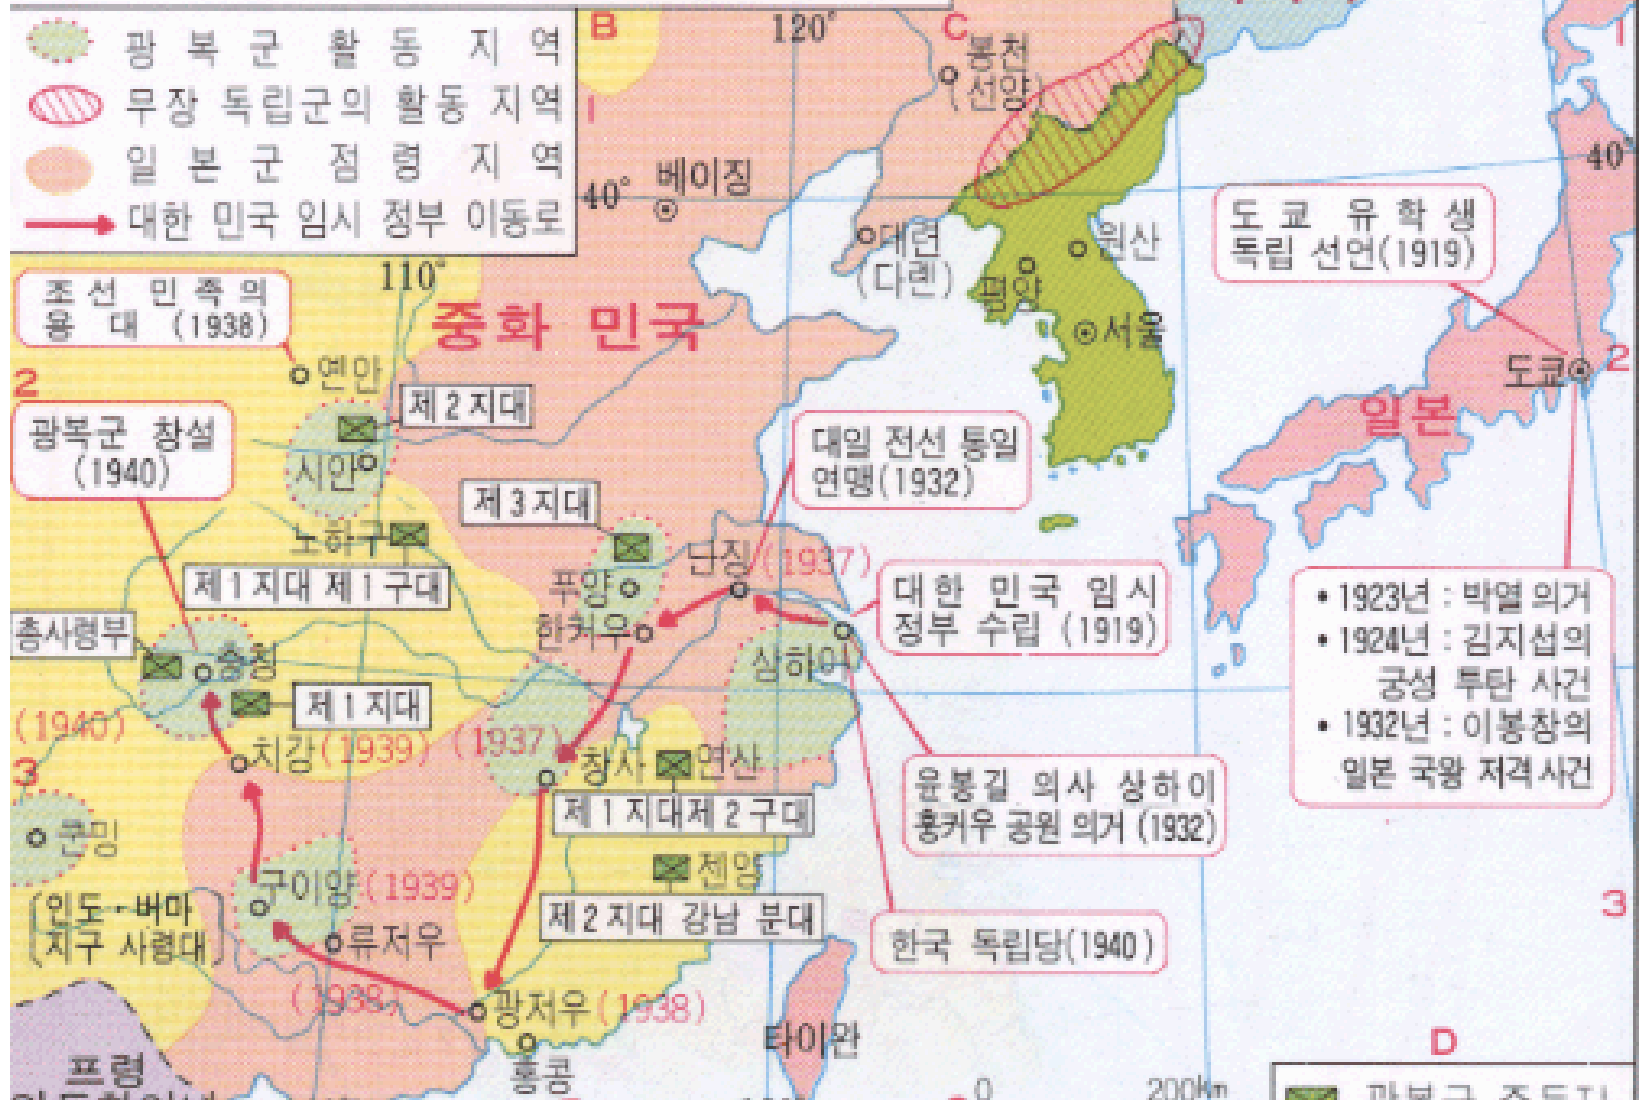 광 복 군 활 동 지 역
무장 독립군의 활동 지역
일 본 군 점 령 지 역
대한 민국 임시 정부 이동로
B
120°
C
1
봉천
(선양)
40°
베이징
40°
대련
(다롄)
원산
평양
서울
도 쿄 유 학 생
독립 선언(1919)
110°
조 선 민 족 의
용 대 (1938)
중화 민국
2
옌안
2
도쿄
일본
제2지대
광복군 창설
(1940)
시안
대일 전선 통일
연맹(1932)
제3지대
노하구
제1지대 제1구대
난징(1937)
푸양
한커우
대 한 민 국 임 시
정부 수립 (1919)
• 1923년 : 박열 의거
• 1924년 : 김지섭의
궁성 투탄 사건
• 1932년 : 이봉창의
일본 국왕 저격사건
총사령부
충칭
상하이
제1지대
(1940)
치강(1939)
(1937)
창사
연산
3
제1지대제2구대
윤봉길 의사 상하이
훙커우 공원 의거 (1932)
쿤밍
젠양
구이양(1939)
인도·버마
지구 사령대
류저우
제2지대 강남 분대
3
한국 독립당(1940)
(1938)
광저우(1938)
타이완
홍콩
프령
D
0
200km
광복군 주둔지